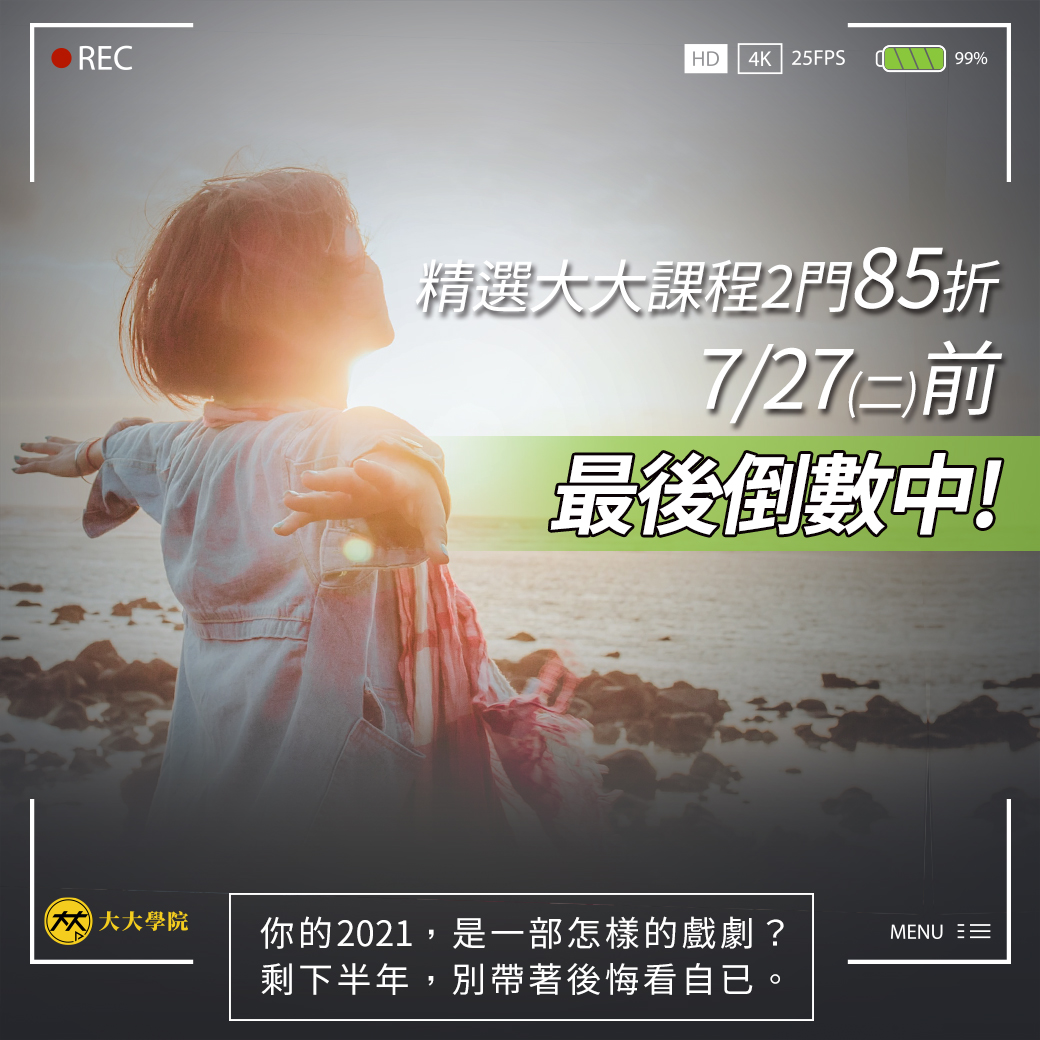 REC
HD 4K 25FPS 99%
精選大大課程2門85折
7/27(二)前
最後倒數中!
大大學院
你的2021，是一部怎樣的戲劇？
剩下半年，別帶著後悔看自已。
MENU